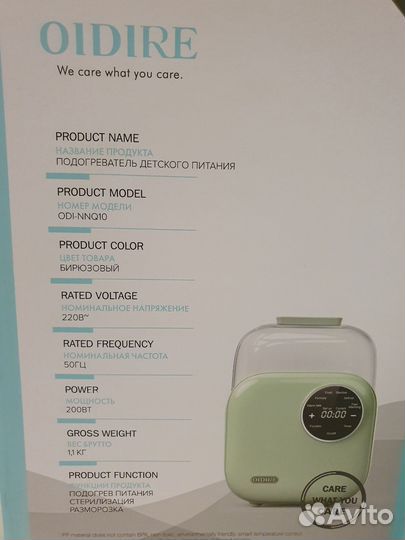 OIDIRE
We care what you care.
PRODUCT NAME
НАЗВАНИЕ ПРОДУКТА
ПОДОГРЕВАТЕЛЬ ДЕТСКОГО ПИТАНИЯ
PRODUCT MODEL
НОМЕР МОДЕЛИ
ODI-NNQ10
PRODUCT COLOR
ЦВЕТ ТОВАРА
БИРЮЗОВЫЙ
RATED VOLTAGE
НОМИНАЛЬНОЕ НАПРЯЖЕНИЕ
220В~
RATED FREQUENCY
НОМИНАЛЬНАЯ ЧАСТОТА
50ГЦ
POWER
МОЩНОСТЬ
200ВТ
GROSS WEIGHT
ВЕС БРУТТО
1,1 КГ
PRODUCT FUNCTION
ФУНКЦИИ ПРОДУКТА
ПОДОГРЕВ ПИТАНИЯ
СТЕРИЛИЗАЦИЯ
РАЗМОРОЗКА
+ 00:00 -
OIDIRE
CARE
WHAT YOU
Avito